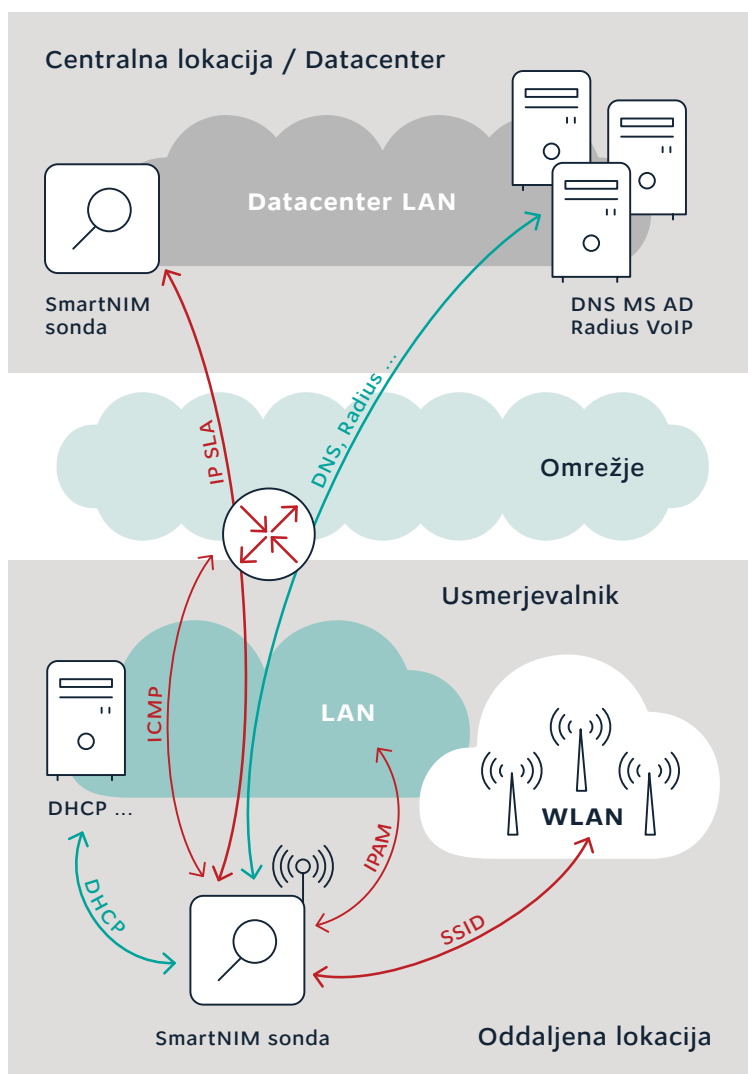 Centralna lokacija / Datacenter
Datacenter LAN
SmartNIM
sonda
DNS MS AD
Radius VoIP
IP SLA
DNS, Radius ...
Omrežje
Usmerjevalnik
ICMP
LAN
DHCP ...
WLAN
IPAM
DHCP
SSID
SmartNIM sonda
Oddaljena lokacija